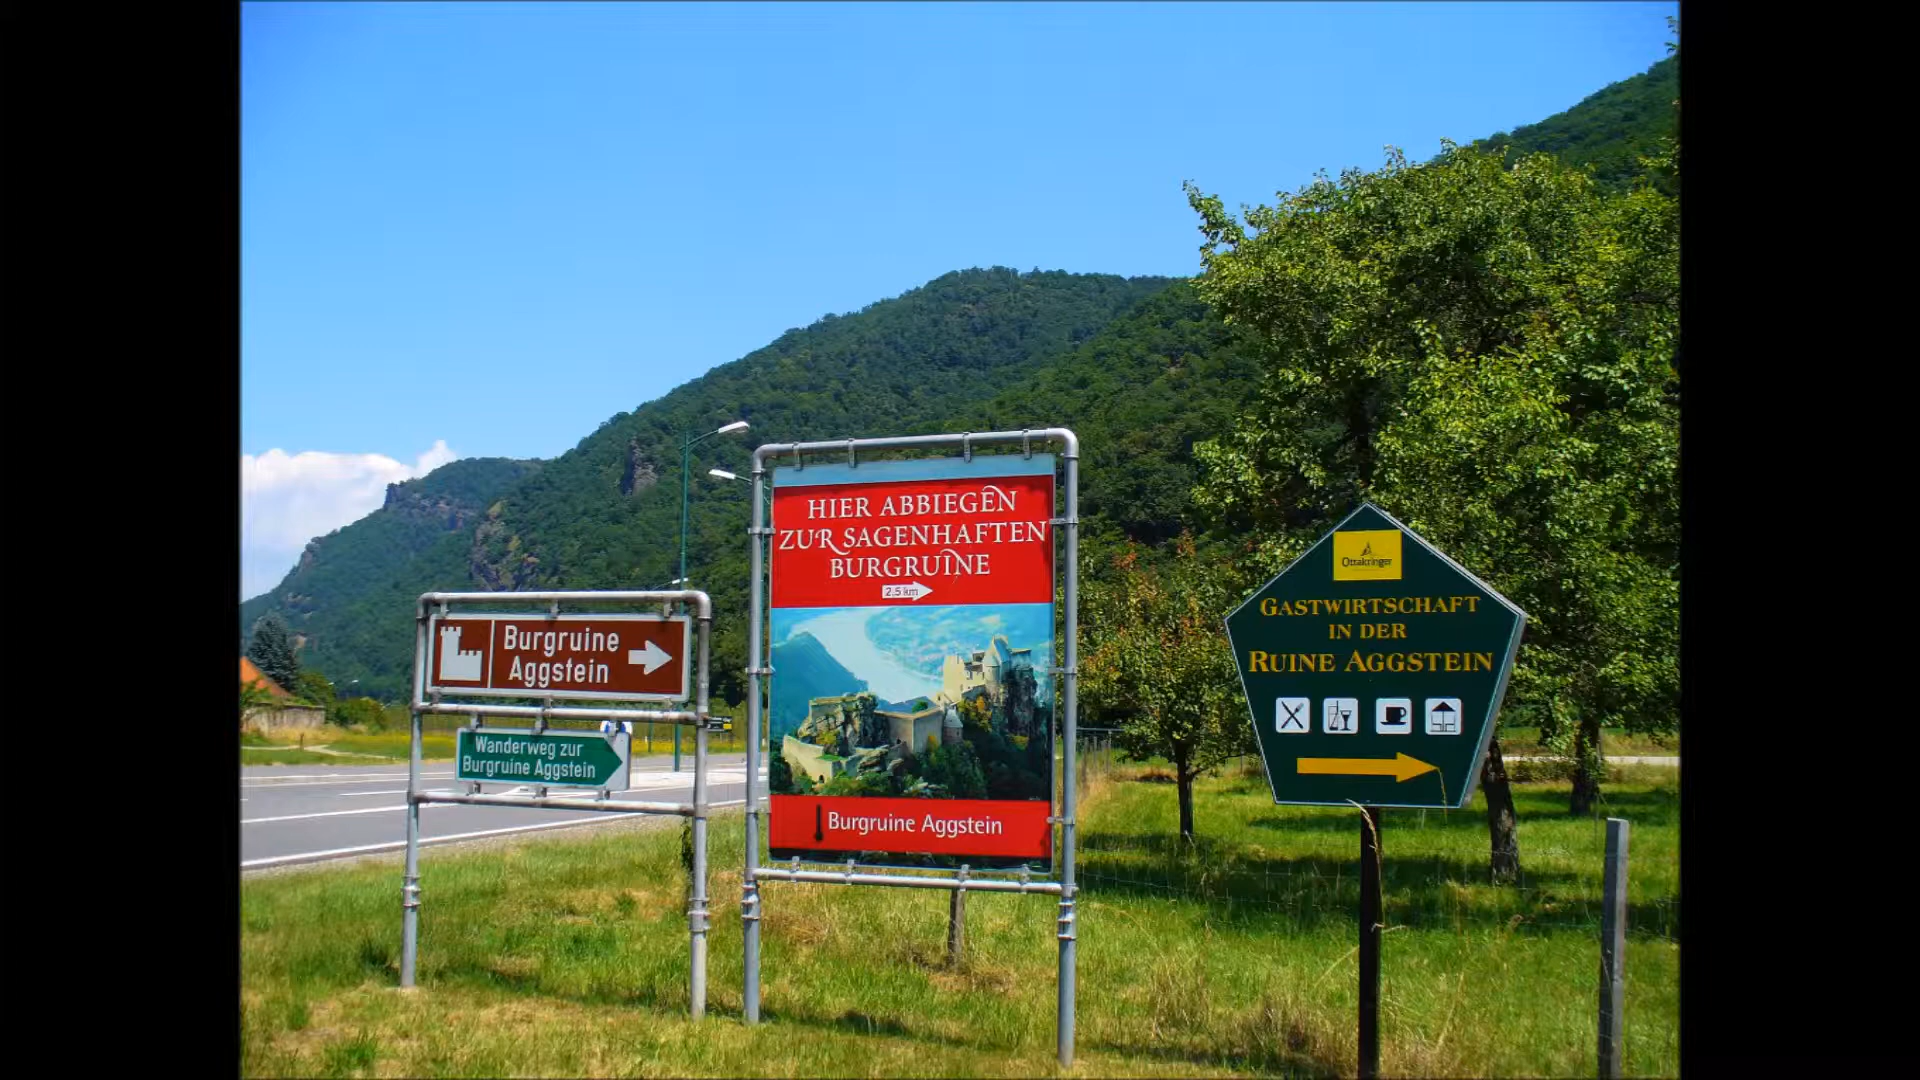 Burgruine
Aggstein
Wanderweg zur
Burgruine Aggstein
HIER ABBIEGEN
ZUR SAGENHAFTEN
BURGRUINE
2,5 km
Burgruine Aggstein
Ottakringer
GASTWIRTSCHAFT
IN DER
RUINE AGGSTEIN